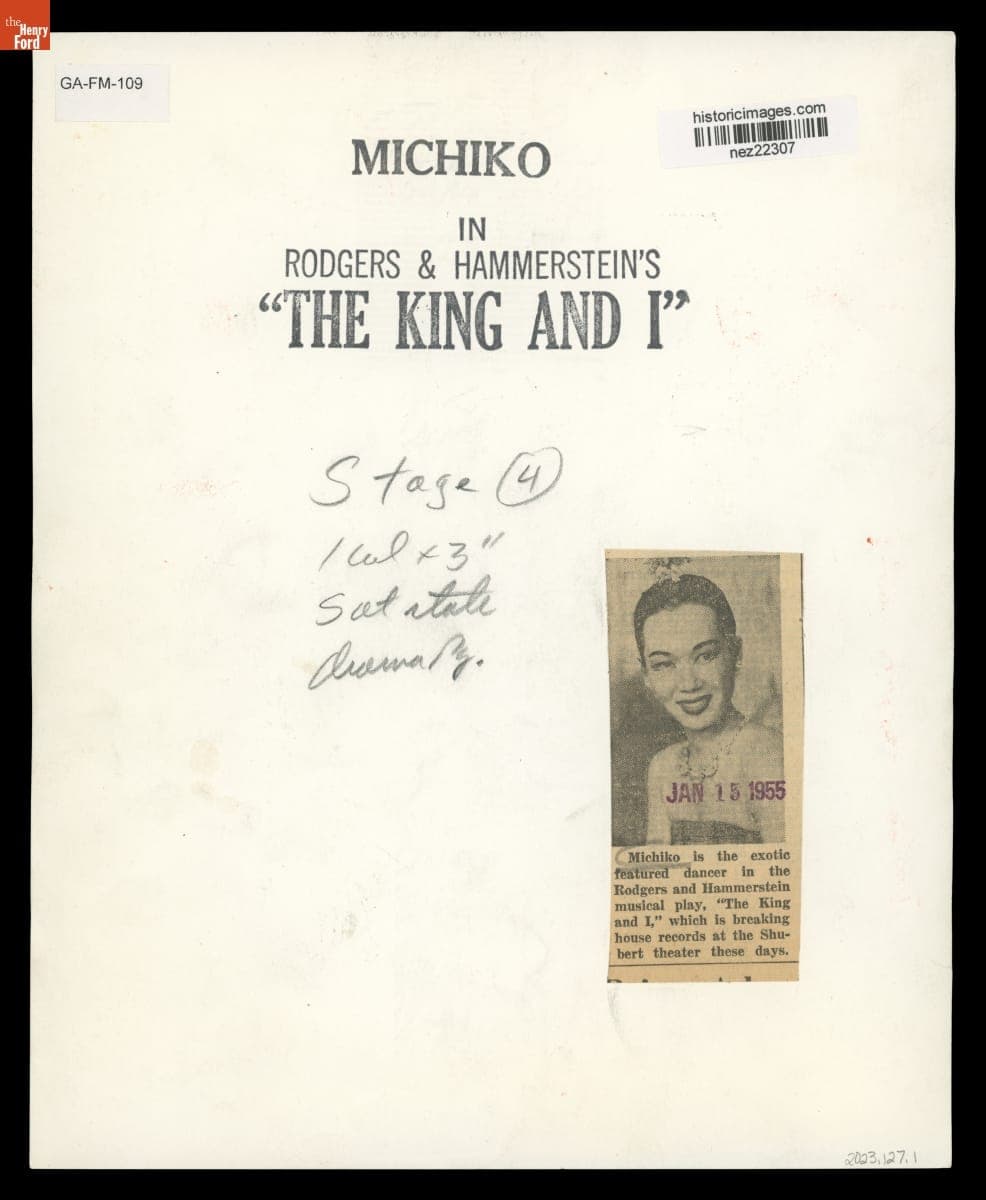 the
Henry
Ford
GA-FM-109
historicimages.com
nez22307
MICHIKO
IN
RODGERS & HAMMERSTEIN'S
“THE KING AND I”
Stage 4
1 col x 3"
Sat state
Drama Pg.
JAN 15 1955
Michiko is the exotic
featured dancer in the
Rodgers and Hammerstein
musical play, “The King
and I,” which is breaking
house records at the Shu-
bert theater these days.
2023.127.1